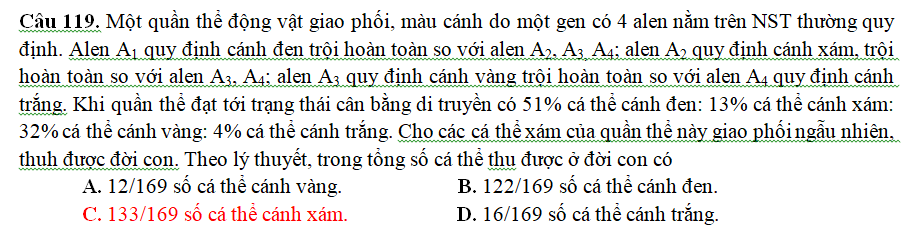 Câu 119. Một quần thể động vật giao phối, màu cánh do một gen có 4 alen nằm trên NST thường quy
định. Alen A₁ quy định cánh đen trội hoàn toàn so với alen A₂, A₃, A₄; alen A₂ quy định cánh xám, trội
hoàn toàn so với alen A₃, A₄; alen A₃ quy định cánh vàng trội hoàn toàn so với alen A₄ quy định cánh
trắng. Khi quần thể đạt tới trạng thái cân bằng di truyền có 51% cá thể cánh đen: 13% cá thể cánh xám:
32% cá thể cánh vàng: 4% cá thể cánh trắng. Cho các cá thể xám của quần thể này giao phối ngẫu nhiên,
thuh được đời con. Theo lý thuyết, trong tổng số cá thể thu được ở đời con có
A. 12/169 số cá thể cánh vàng. B. 122/169 số cá thể cánh đen.
C. 133/169 số cá thể cánh xám. D. 16/169 số cá thể cánh trắng.